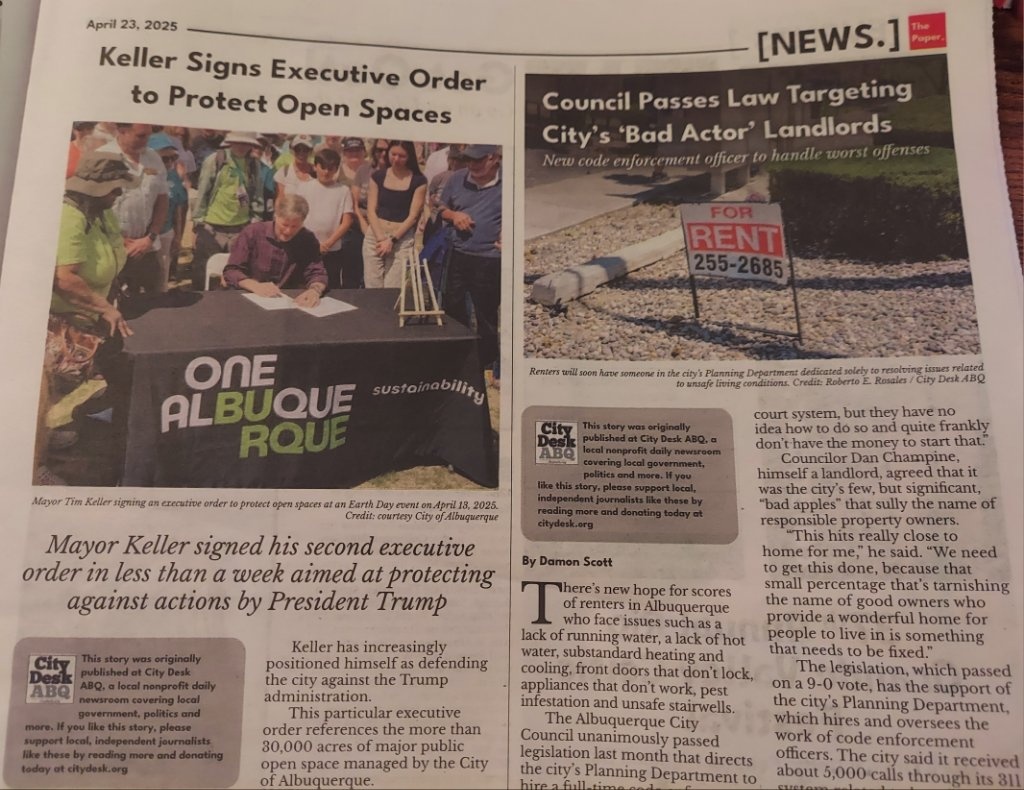 April 23, 2025
[NEWS.]
The
Paper.
Keller Signs Executive Order
to Protect Open Spaces
ONE
ALBUQUE
RQUE
sustainability
Mayor Tim Keller signing an executive order to protect open spaces at an Earth Day event on April 13, 2025.
Credit: courtesy City of Albuquerque
Mayor Keller signed his second executive
order in less than a week aimed at protecting
against actions by President Trump
City
Desk
ABQ
This story was originally
published at City Desk
ABQ, a local nonprofit daily
newsroom covering local
government, politics and
more. If you like this story, please
support local, independent journalists
like these by reading more and donating
today at citydesk.org
Keller has increasingly
positioned himself as defending
the city against the Trump
administration.
This particular executive
order references the more than
30,000 acres of major public
open space managed by the City
of Albuquerque.
Council Passes Law Targeting
City's 'Bad Actor' Landlords
New code enforcement officer to handle worst offenses
FOR
RENT
255-2685
Renters will soon have someone in the city's Planning Department dedicated solely to resolving issues related
to unsafe living conditions. Credit: Roberto E. Rosales / City Desk ABQ
City
Desk
ABQ
This story was originally
published at City Desk ABQ, a
local nonprofit daily newsroom
covering local government,
politics and more. If you
like this story, please support local,
independent journalists like these by
reading more and donating today at
citydesk.org
By Damon Scott
There's new hope for scores
of renters in Albuquerque
who face issues such as a
lack of running water, a lack of hot
water, substandard heating and
cooling, front doors that don't lock,
appliances that don't work, pest
infestation and unsafe stairwells.
The Albuquerque City
Council unanimously passed
legislation last month that directs
the city's Planning Department to
hire a full-time
court system, but they have no
idea how to do so and quite frankly
don't have the money to start that."
Councilor Dan Champine,
himself a landlord, agreed that it
was the city's few, but significant,
"bad apples" that sully the name of
responsible property owners.
"This hits really close to
home for me," he said. "We need
to get this done, because that
small percentage that's tarnishing
the name of good owners who
provide a wonderful home for
people to live in is something
that needs to be fixed."
The legislation, which passed
on a 9-0 vote, has the support of
the city's Planning Department,
which hires and oversees the
work of code enforcement
officers. The city said it received
about 5,000 calls through its 311